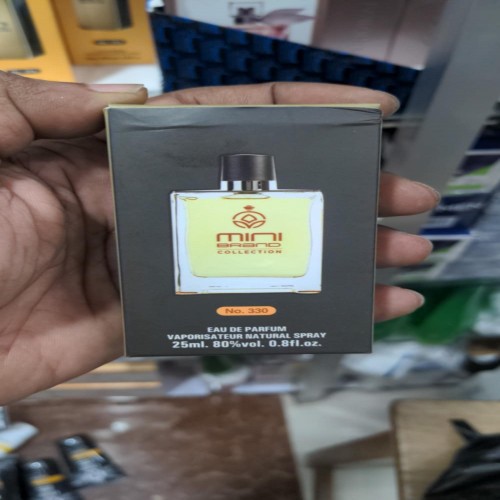 MINI
BRAND
COLLECTION
No. 330
EAU DE PARFUM
VAPORISATEUR NATURAL SPRAY
25ml. 80%vol. 0.8fl.oz.